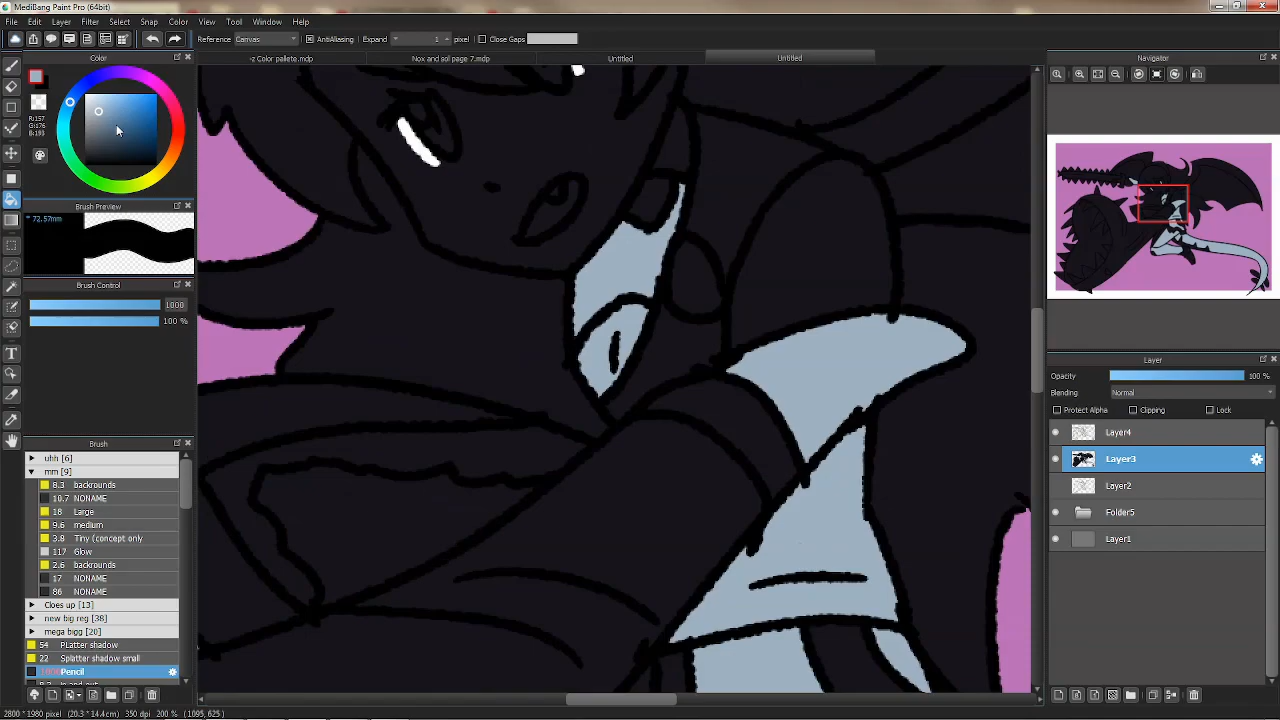 MediBang Paint Pro (64bit)
File Edit Layer Filter Select Snap Color View Tool Window Help
Reference Canvas AntiAliasing Expand 1 pixel Close Gaps
Color -z Color pallete.mdp Nox and sol page 7.mdp Untitled Untitled Navigator
R:157
G:176
B:193
Brush Preview
* 72.57mm
Brush Control
1000
100 %
Layer
Opacity 100 %
Blending Normal
Protect Alpha Clipping Lock
Layer4
Layer3
Layer2
Folder5
Layer1
Brush
uhh [6]
mm [9]
8.3 backrounds
10.7 NONAME
18 Large
9.6 medium
3.8 Tiny (concept only
117 Glow
2.6 backrounds
17 NONAME
86 NONAME
Cloes up [13]
new big reg [38]
mega bigg [20]
54 PLatter shadow
22 Splatter shadow small
Pencil
2800 * 1980 pixel (20.3 * 14.4cm) 350 dpi 200 % (1095, 625)